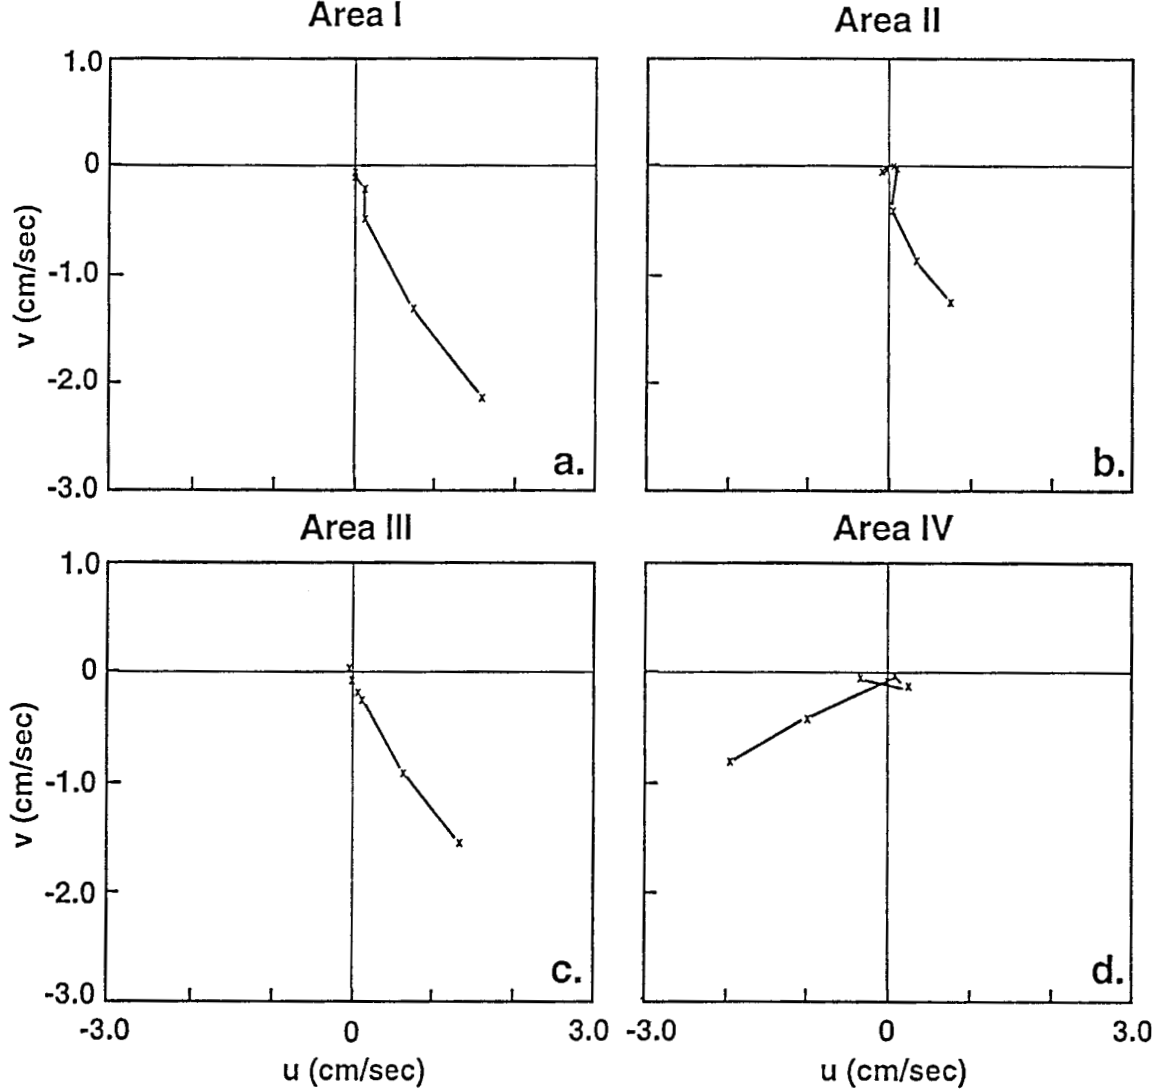 Area I
Area II
1.0
0
-1.0
-2.0
-3.0
v (cm/sec)
a.
b.
Area III
Area IV
1.0
0
-1.0
-2.0
-3.0
v (cm/sec)
c.
d.
-3.0 0 3.0 -3.0 0 3.0
u (cm/sec) u (cm/sec)